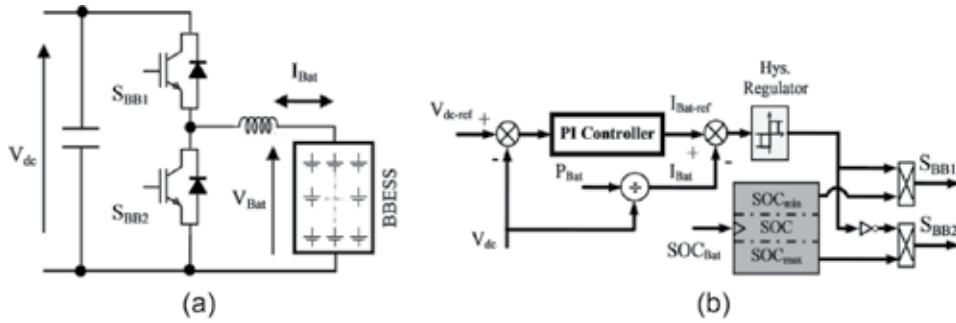 S_BB1
I_Bat
V_dc
V_Bat
S_BB2
BBESS
(a)
Hys.
Regulator
V_dc-ref
+
-
PI Controller
I_Bat-ref
+
-
P_Bat
÷
I_Bat
V_dc
SOC_Bat
SOC_min
SOC
SOC_max
S_BB1
S_BB2
(b)